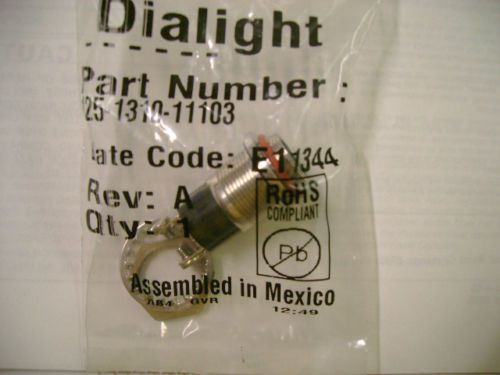 Dialight
Part Number:
25-1310-11103
ate Code: E11344
Rev: A
Qty: 1
RoHS
COMPLIANT
Pb
Assembled in Mexico
GVR
12:49